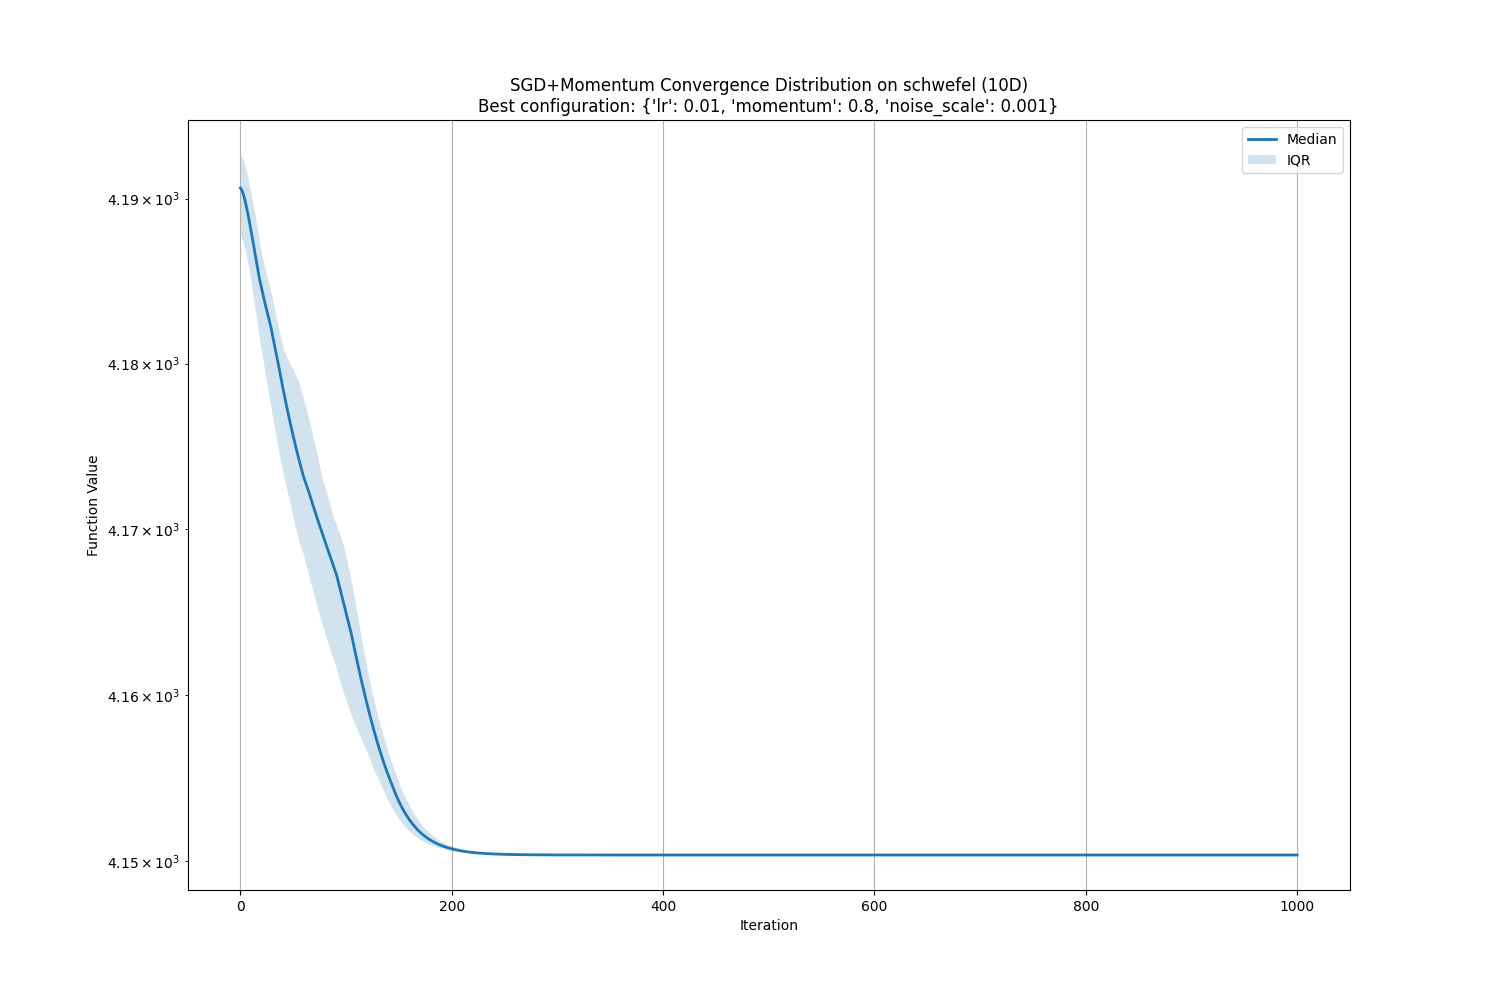 SGD+Momentum Convergence Distribution on schwefel (10D)
Best configuration: {'lr': 0.01, 'momentum': 0.8, 'noise_scale': 0.001}
Median
IQR
4.19 × 10³
4.18 × 10³
4.17 × 10³
4.16 × 10³
4.15 × 10³
Function Value
0 200 400 600 800 1000
Iteration